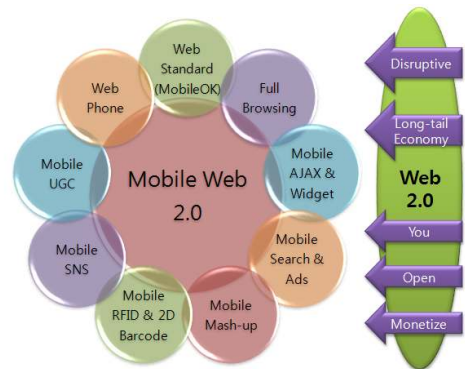 Web
Standard
(MobileOK)
Full
Browsing
Mobile
AJAX &
Widget
Mobile
Search &
Ads
Mobile
Mash-up
Mobile
RFID & 2D
Barcode
Mobile
SNS
Mobile
UGC
Web
Phone
Mobile Web
2.0
Disruptive
Long-tail
Economy
Web
2.0
You
Open
Monetize